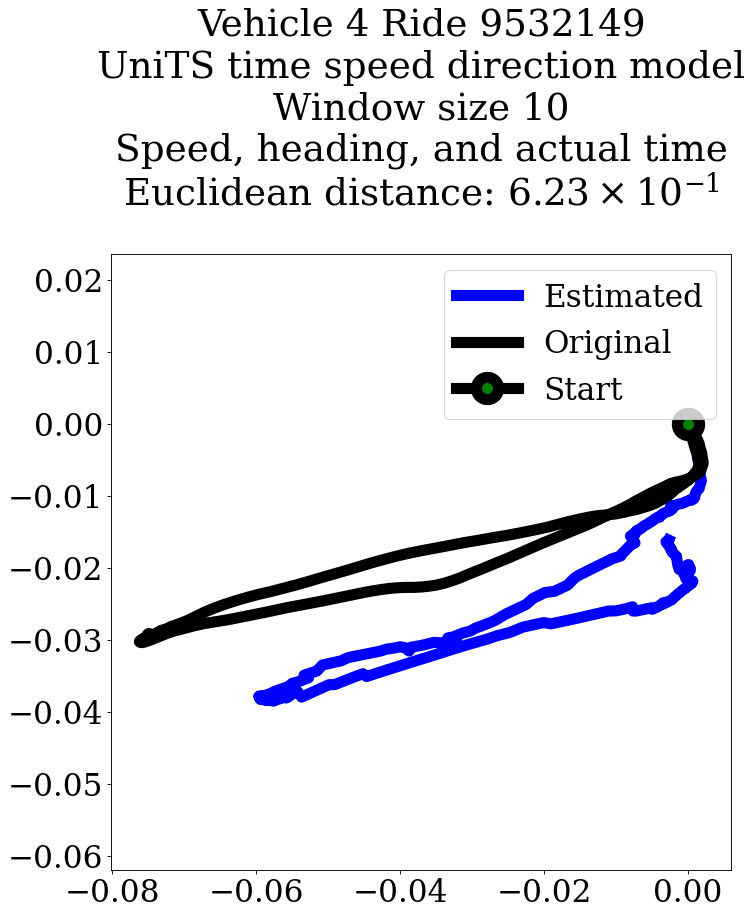 Vehicle 4 Ride 9532149
UniTS time speed direction model
Window size 10
Speed, heading, and actual time
Euclidean distance: 6.23 × 10⁻¹
Estimated
Original
Start
0.02
0.01
0.00
−0.01
−0.02
−0.03
−0.04
−0.05
−0.06
−0.08 −0.06 −0.04 −0.02 0.00